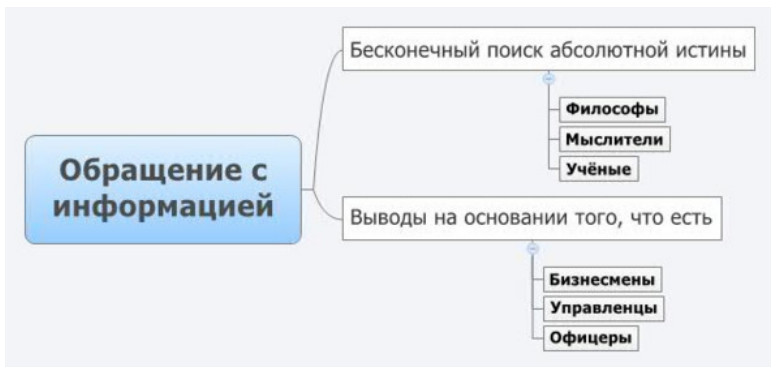 Обращение с
информацией
Бесконечный поиск абсолютной истины
Философы
Мыслители
Учёные
Выводы на основании того, что есть
Бизнесмены
Управленцы
Офицеры